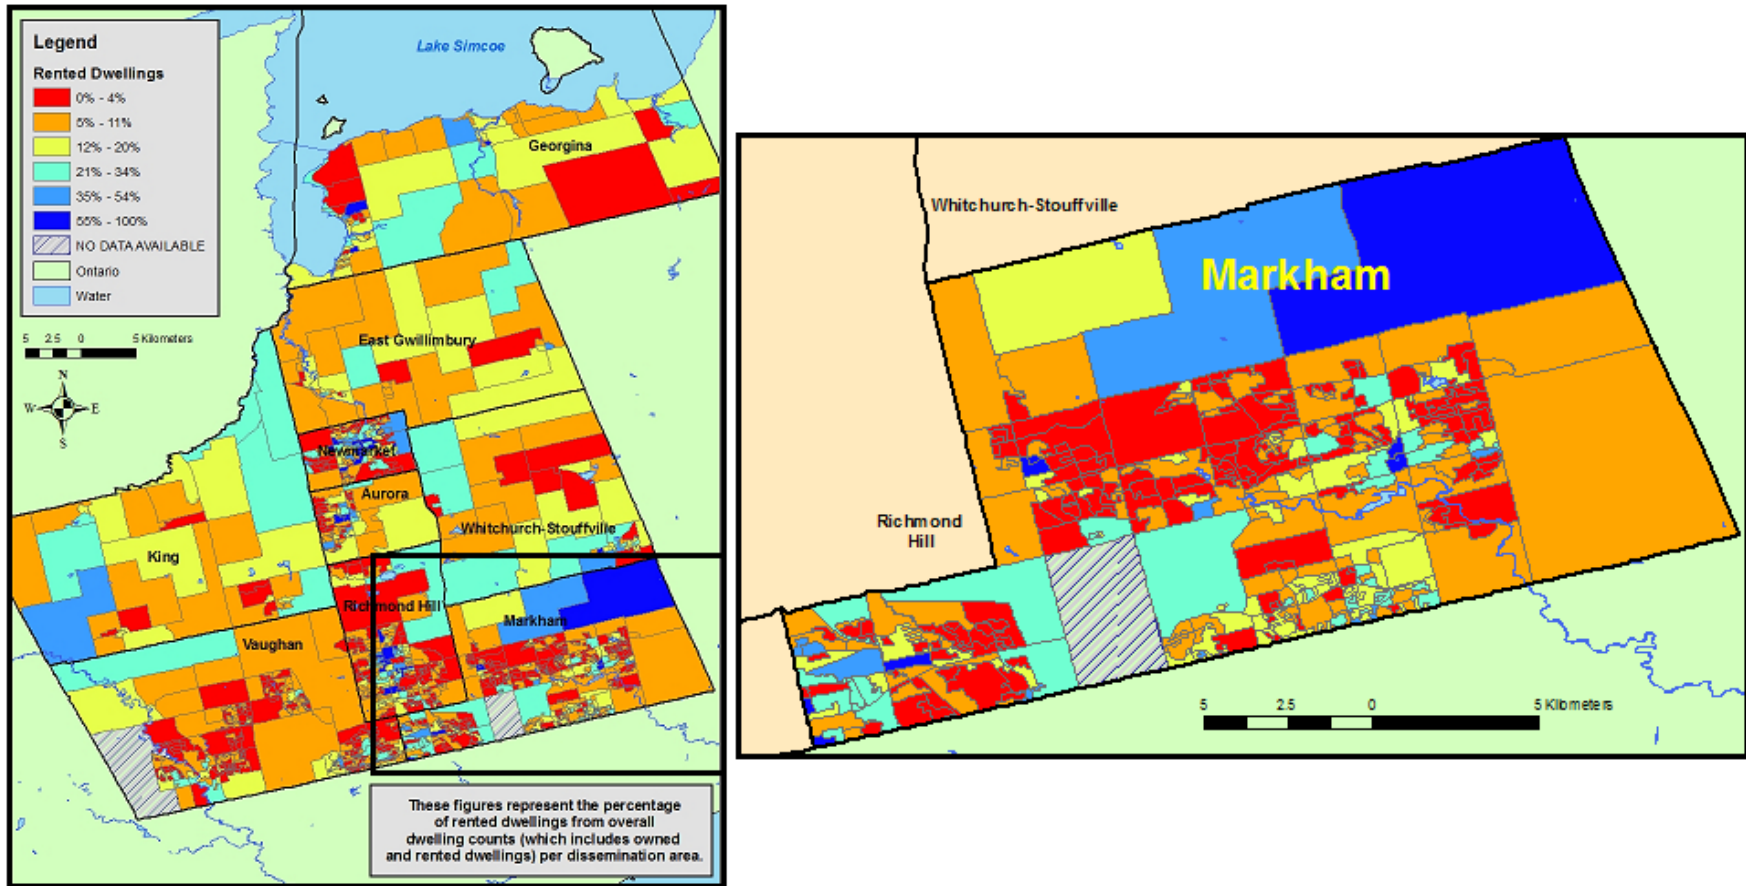 Legend
Rented Dwellings
0% - 4%
5% - 11%
12% - 20%
21% - 34%
35% - 54%
55% - 100%
NO DATA AVAILABLE
Ontario
Water
5 2.5 0 5 Kilometers
N
W E
S
Lake Simcoe
Georgina
East Gwillimbury
Newmarket
Aurora
Whitchurch-Stouffville
King
Richmond Hill
Markham
Vaughan
These figures represent the percentage
of rented dwellings from overall
dwelling counts (which includes owned
and rented dwellings) per dissemination area.
Whitchurch-Stouffville
Markham
Richmond
Hill
5 2.5 0 5 Kilometers